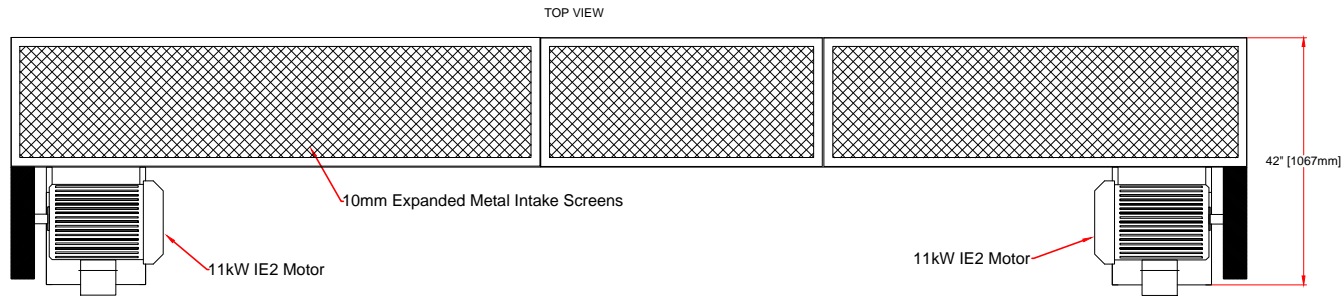 TOP VIEW
42" [1067mm]
10mm Expanded Metal Intake Screens
11kW IE2 Motor
11kW IE2 Motor